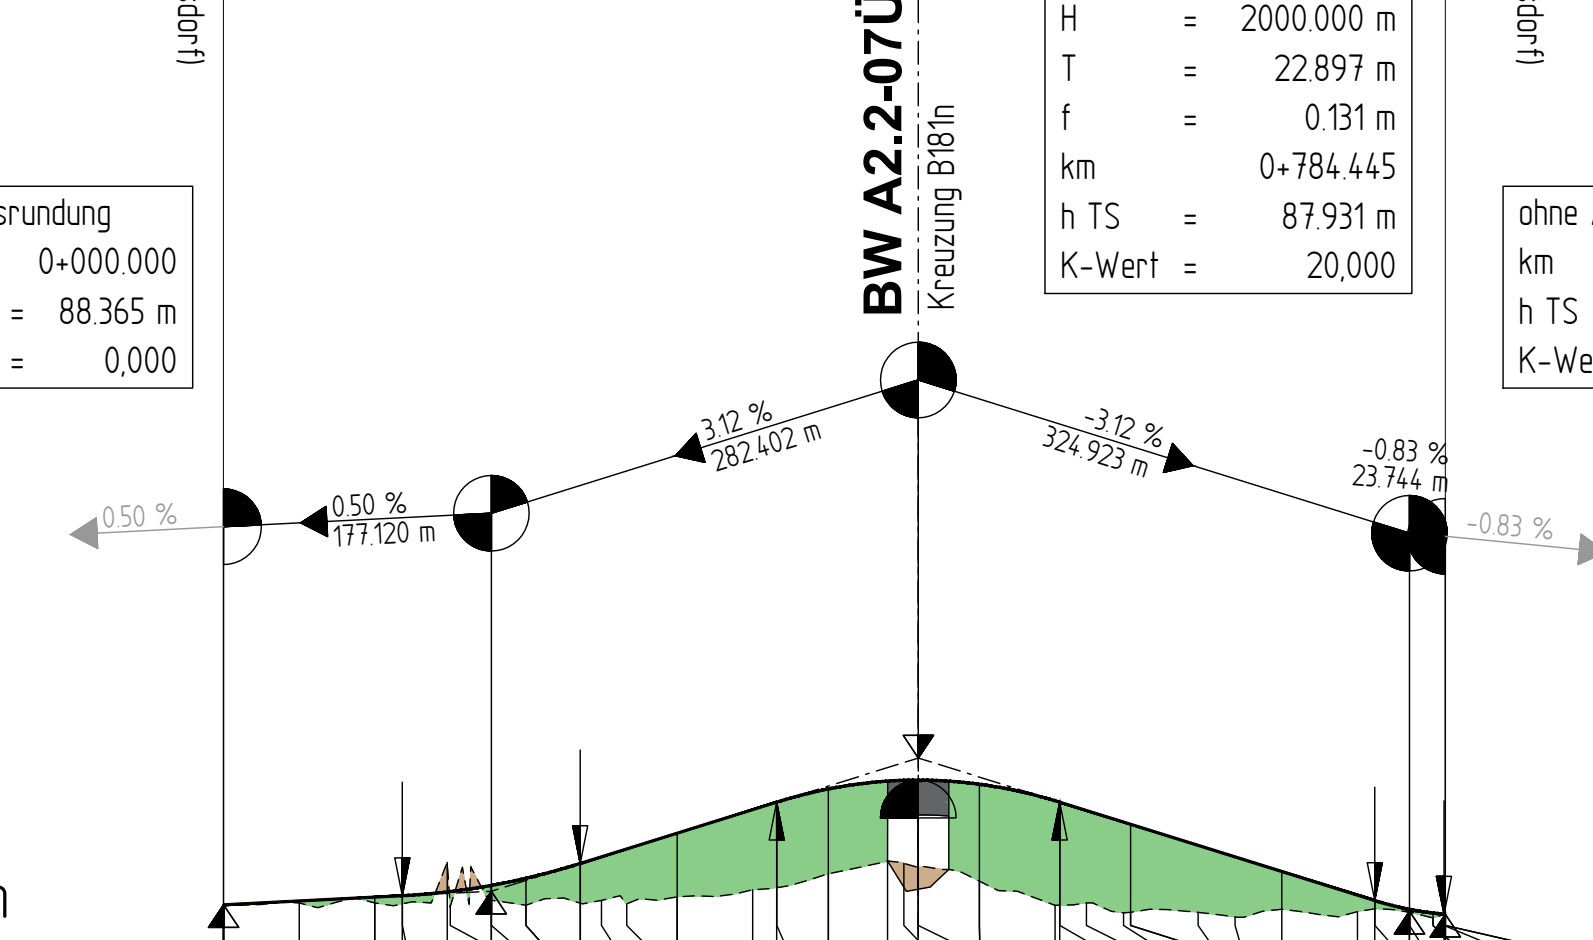 sdorf)
BW A2.2-07Ü
Kreuzung B181n
H = 2000.000 m
T = 22.897 m
f = 0.131 m
km 0+784.445
h TS = 87.931 m
K-Wert = 20,000
sdorf)
srundung
0+000.000
= 88.365 m
= 0,000
ohne
km
h TS
K-We
3.12 %
282.402 m
-3.12 %
324.923 m
-0.83 %
23.744 m
0.50 %
0.50 %
177.120 m
-0.83 %